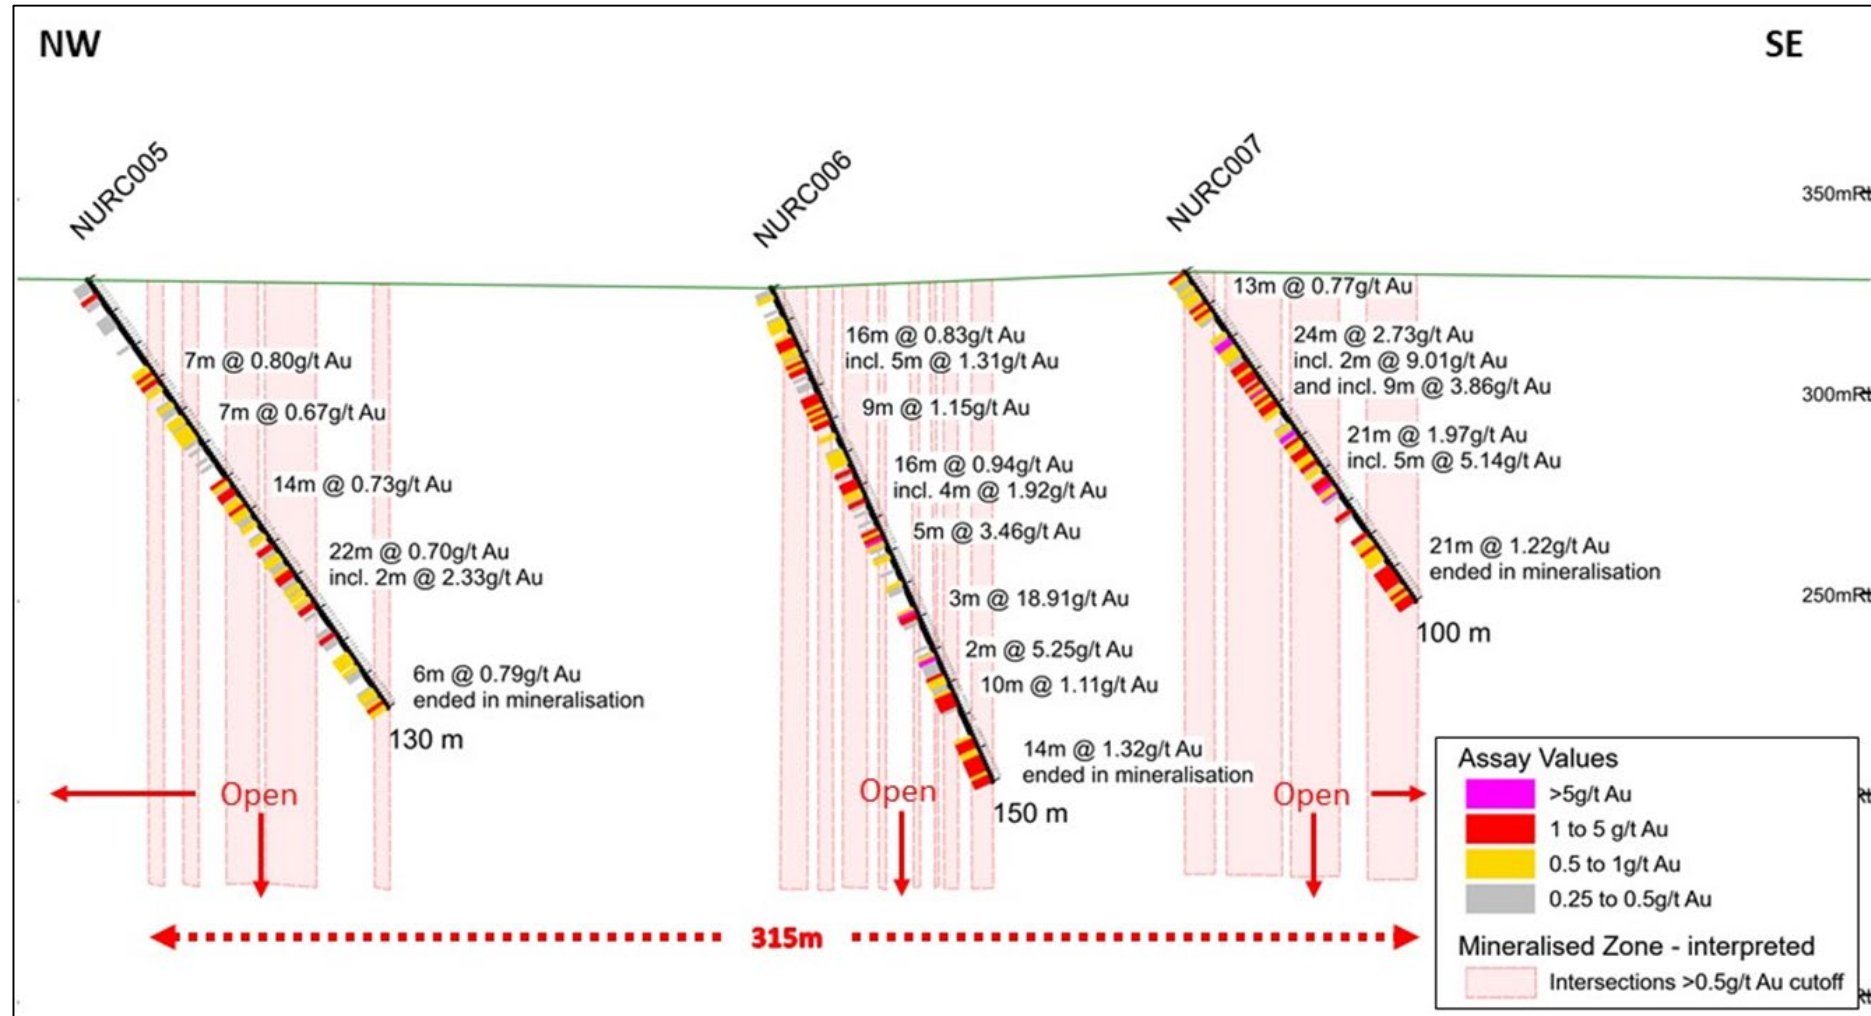 NW
SE
NURC005
NURC006
NURC007
350mRt
300mRt
250mRt
7m @ 0.80g/t Au
7m @ 0.67g/t Au
14m @ 0.73g/t Au
22m @ 0.70g/t Au
incl. 2m @ 2.33g/t Au
6m @ 0.79g/t Au
ended in mineralisation
130 m
16m @ 0.83g/t Au
incl. 5m @ 1.31g/t Au
9m @ 1.15g/t Au
16m @ 0.94g/t Au
incl. 4m @ 1.92g/t Au
5m @ 3.46g/t Au
3m @ 18.91g/t Au
2m @ 5.25g/t Au
10m @ 1.11g/t Au
14m @ 1.32g/t Au
ended in mineralisation
150 m
13m @ 0.77g/t Au
24m @ 2.73g/t Au
incl. 2m @ 9.01g/t Au
and incl. 9m @ 3.86g/t Au
21m @ 1.97g/t Au
incl. 5m @ 5.14g/t Au
21m @ 1.22g/t Au
ended in mineralisation
100 m
Open
Open
Open
315m
Assay Values
>5g/t Au
1 to 5 g/t Au
0.5 to 1g/t Au
0.25 to 0.5g/t Au
Mineralised Zone - interpreted
Intersections >0.5g/t Au cutoff